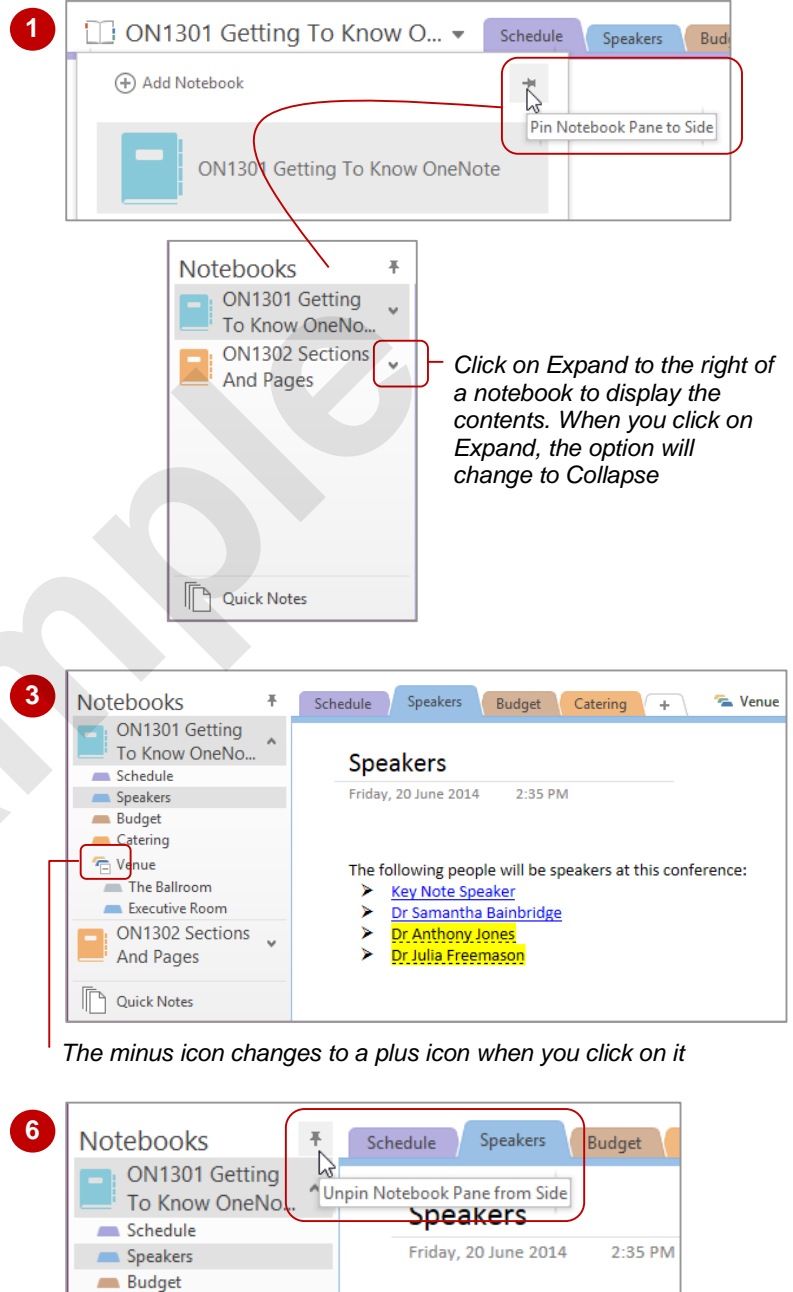 1
ON1301 Getting To Know O...
Schedule
Speakers
Bud
Add Notebook
Pin Notebook Pane to Side
ON1301 Getting To Know OneNote
Notebooks
ON1301 Getting
To Know OneNo...
ON1302 Sections
And Pages
Quick Notes
Click on Expand to the right of
a notebook to display the
contents. When you click on
Expand, the option will
change to Collapse
3
Notebooks
ON1301 Getting
To Know OneNo...
Schedule
Speakers
Budget
Catering
Venue
The Ballroom
Executive Room
ON1302 Sections
And Pages
Quick Notes
Schedule
Speakers
Budget
Catering
+
Venue
Speakers
Friday, 20 June 2014 2:35 PM
The following people will be speakers at this conference:
➢ Key Note Speaker
➢ Dr Samantha Bainbridge
➢ Dr Anthony Jones
➢ Dr Julia Freemason
The minus icon changes to a plus icon when you click on it
6
Notebooks
ON1301 Getting
To Know OneNo...
Schedule
Speakers
Budget
Schedule
Speakers
Budget
Unpin Notebook Pane from Side
Speakers
Friday, 20 June 2014 2:35 PM
mple